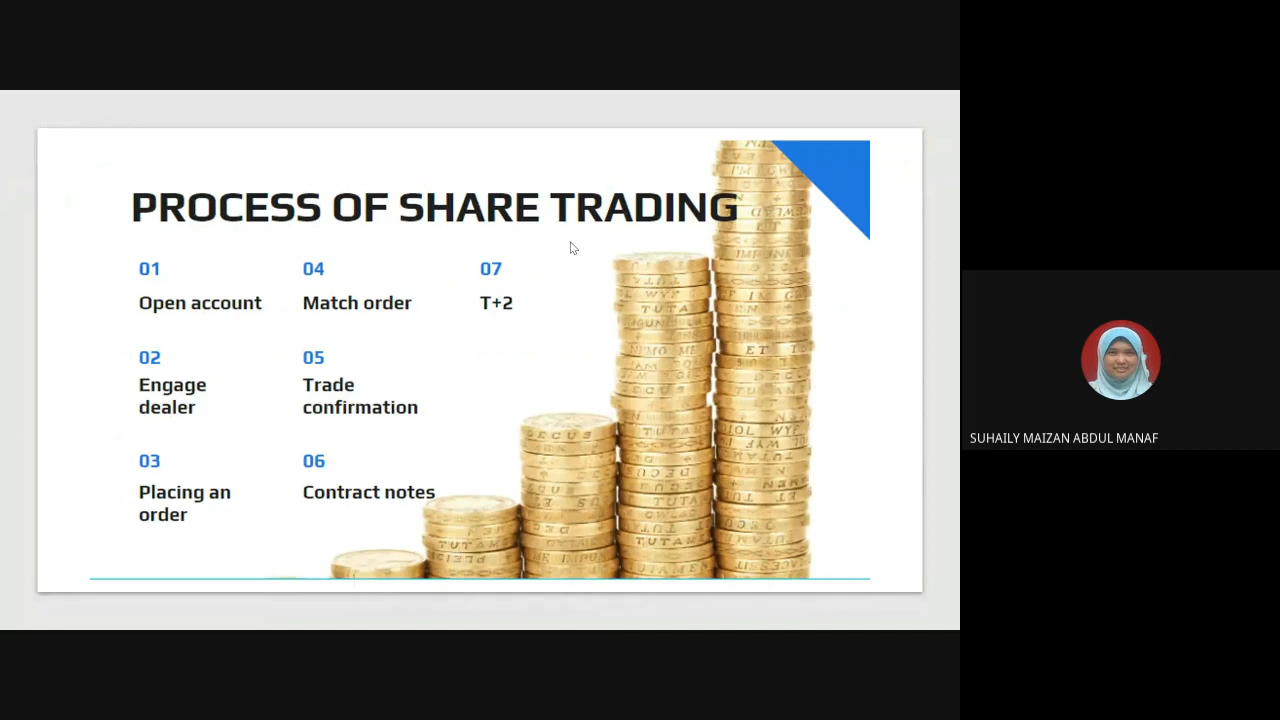 PROCESS OF SHARE TRADING
01
Open account
02
Engage
dealer
03
Placing an
order
04
Match order
05
Trade
confirmation
06
Contract notes
07
T+2
SUHAILY MAIZAN ABDUL MANAF